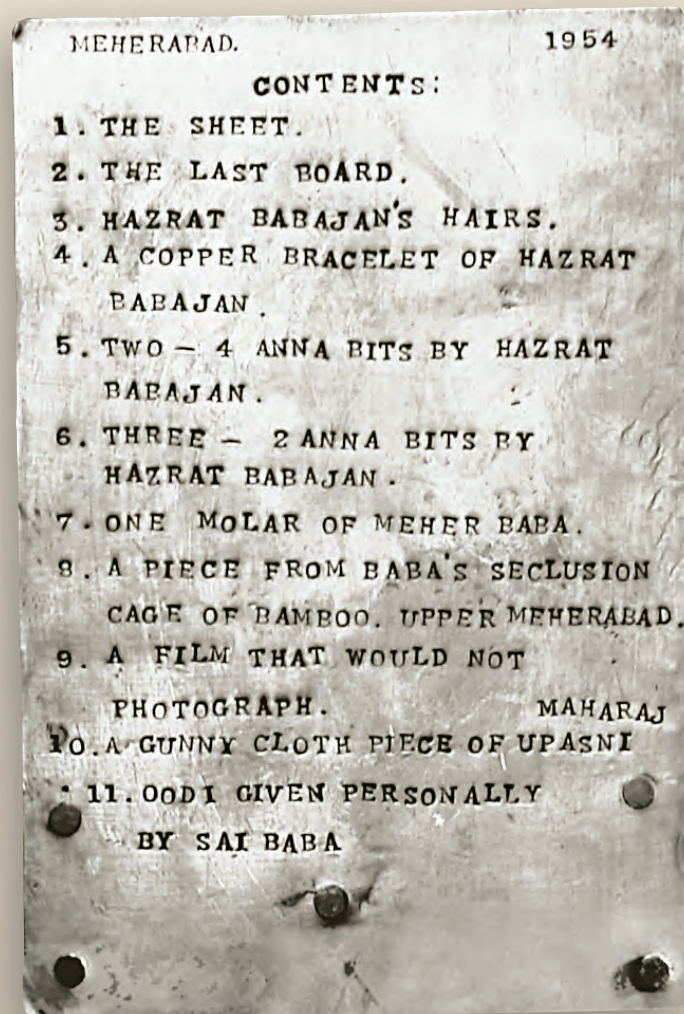 MEHERABAD. 1954
CONTENTS:
1. THE SHEET.
2. THE LAST BOARD.
3. HAZRAT BABAJAN'S HAIRS.
4. A COPPER BRACELET OF HAZRAT
BABAJAN.
5. TWO — 4 ANNA BITS BY HAZRAT
BABAJAN.
6. THREE — 2 ANNA BITS BY
HAZRAT BABAJAN.
7. ONE MOLAR OF MEHER BABA.
8. A PIECE FROM BABA'S SECLUSION
CAGE OF BAMBOO. UPPER MEHERABAD.
9. A FILM THAT WOULD NOT
PHOTOGRAPH. MAHARAJ
10. A GUNNY CLOTH PIECE OF UPASNI
11. OODI GIVEN PERSONALLY
BY SAI BABA